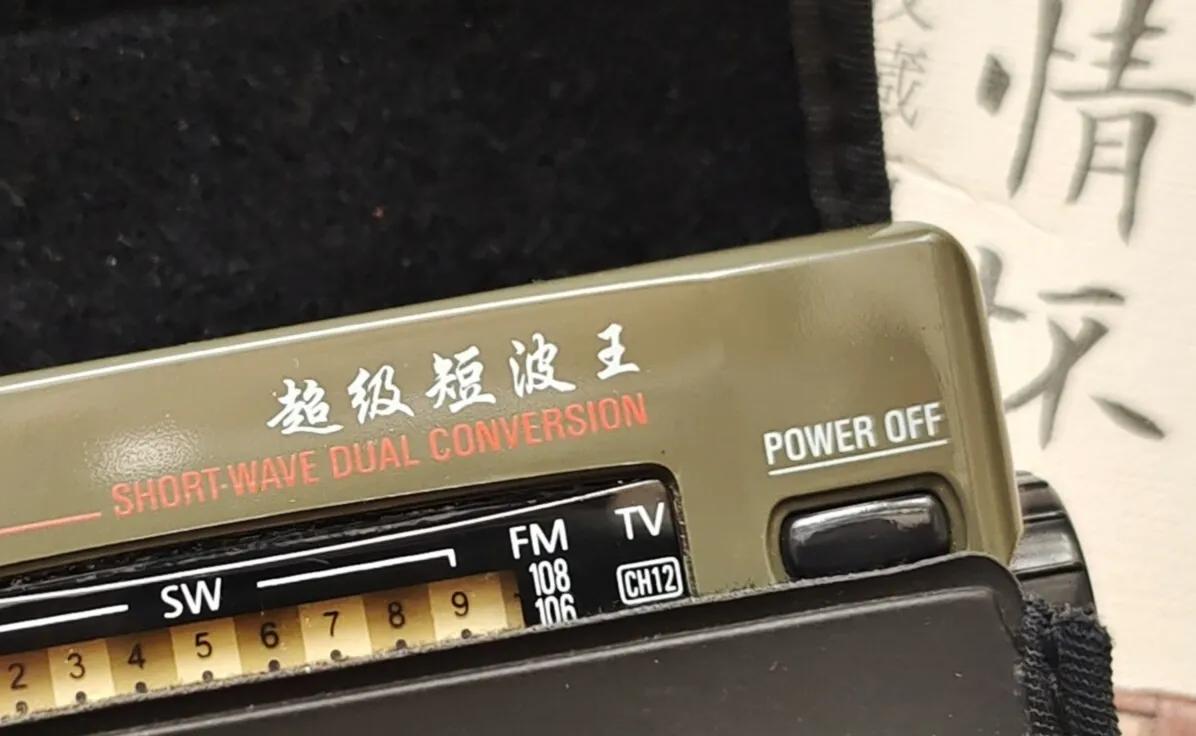 超级短波王
SHORT-WAVE DUAL CONVERSION
POWER OFF
SW
FM
TV
108
CH12
106
2 3 4 5 6 7 8 9
情